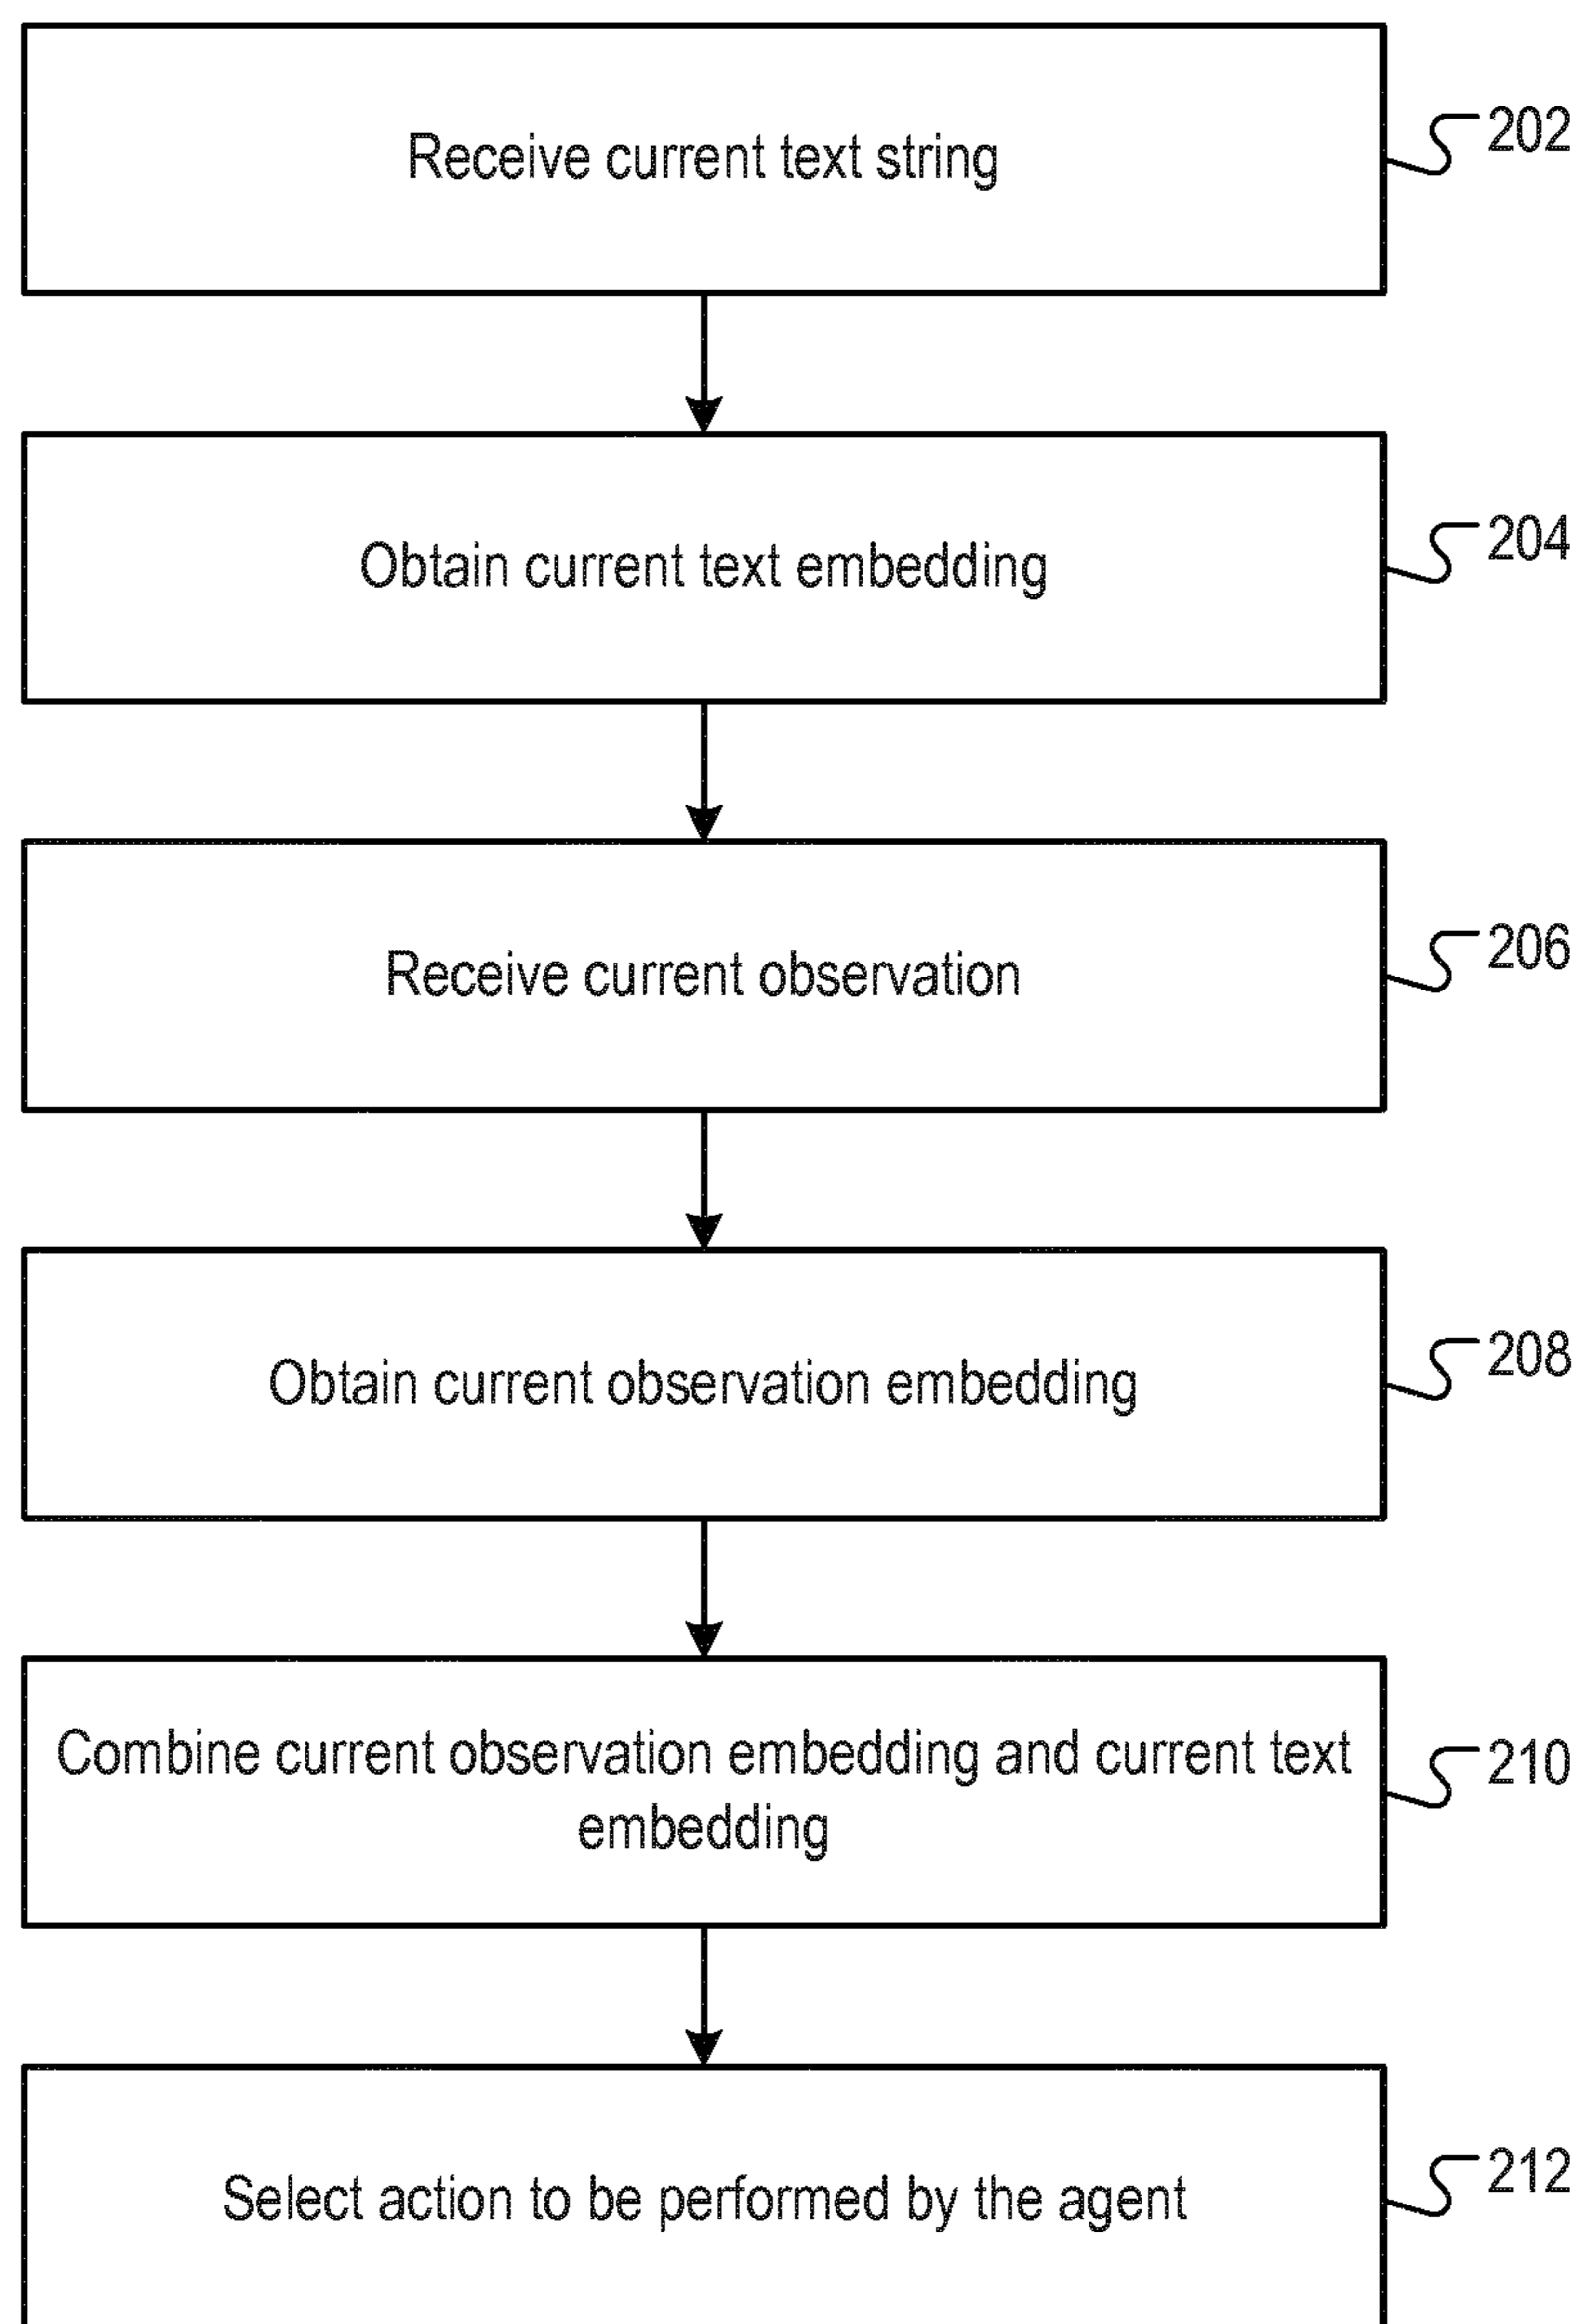 Receive current text string
202
Obtain current text embedding
204
Receive current observation
206
Obtain current observation embedding
208
Combine current observation embedding and current text
embedding
210
Select action to be performed by the agent
212